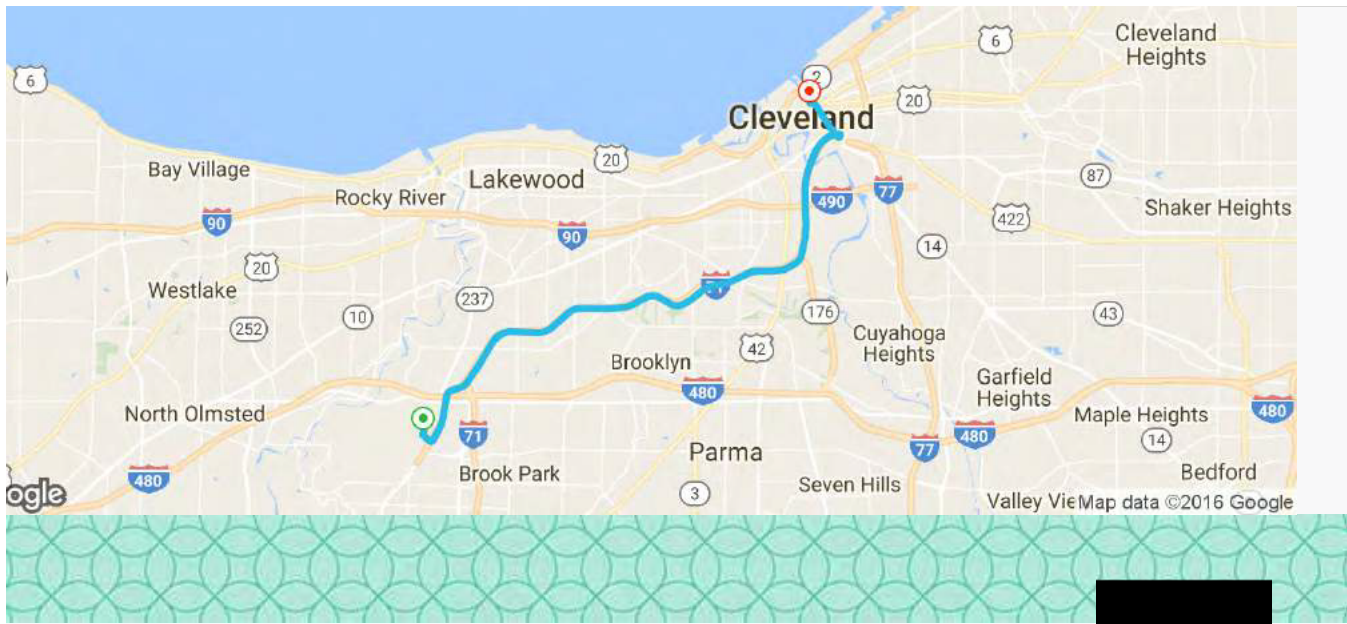 6
Cleveland
Heights
6
2
20
Cleveland
Bay Village
20
Lakewood
87
Rocky River
490
77
Shaker Heights
422
90
90
14
20
Westlake
237
252
10
176
43
Cuyahoga
Heights
42
Brooklyn
Garfield
Heights
480
North Olmsted
Maple Heights
480
71
480
14
77
Parma
Bedford
Brook Park
480
Seven Hills
3
ogle
Valley Vie
Map data ©2016 Google